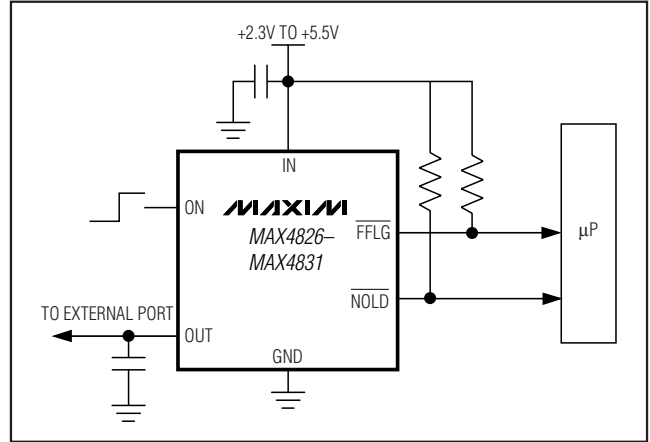 +2.3V TO +5.5V
IN
ON
MAXIM
MAX4826–
MAX4831
FFLG
NOLD
µP
TO EXTERNAL PORT
OUT
GND